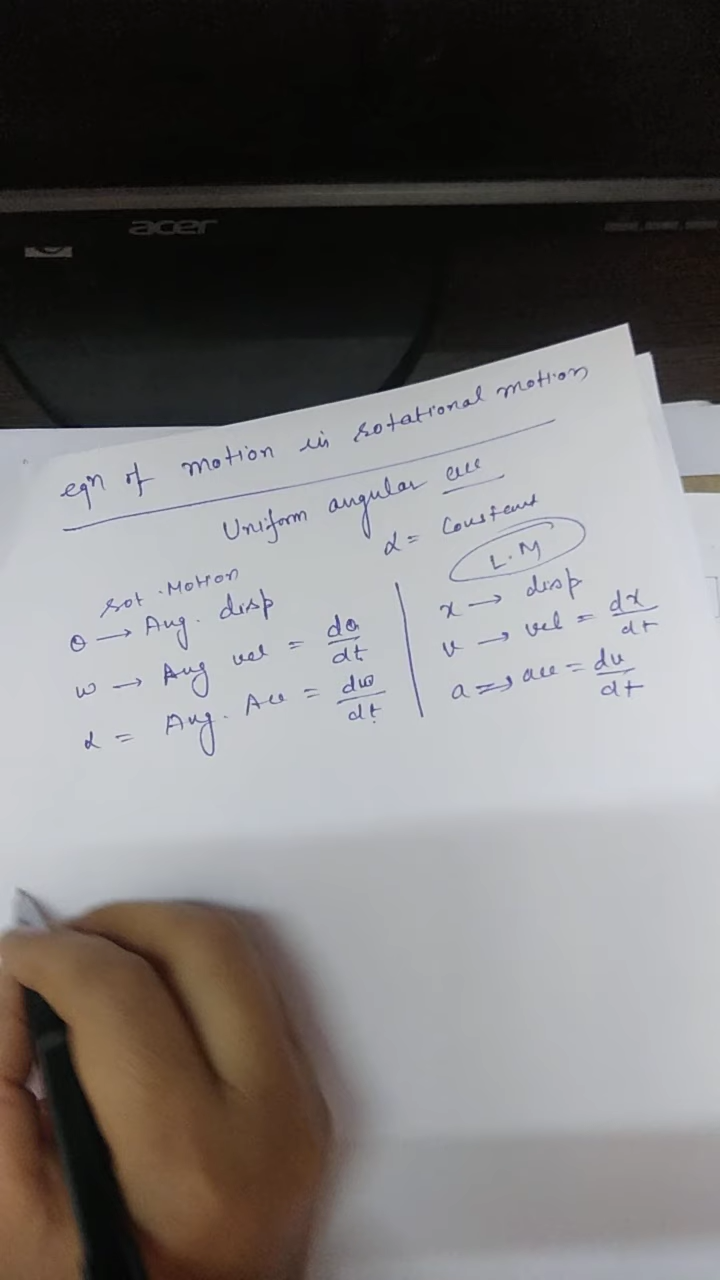 acer
eqn of motion in rotational motion
Uniform angular acc
α = Constant
rot. Motion
θ → Ang. disp
ω → Ang vel = dθ/dt
α = Ang. Acc = dω/dt
L.M
x → disp
v → vel = dx/dt
a => acc = dv/dt